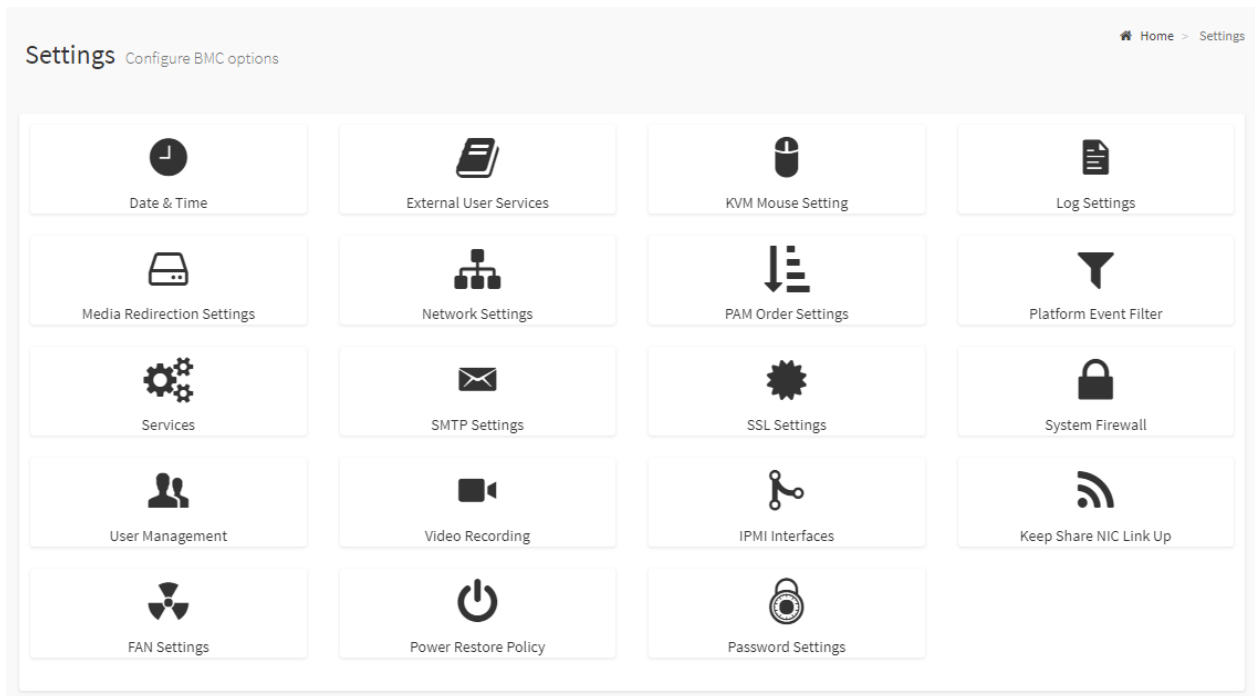 Home > Settings
Settings Configure BMC options
Date & Time
External User Services
KVM Mouse Setting
Log Settings
Media Redirection Settings
Network Settings
PAM Order Settings
Platform Event Filter
Services
SMTP Settings
SSL Settings
System Firewall
User Management
Video Recording
IPMI Interfaces
Keep Share NIC Link Up
FAN Settings
Power Restore Policy
Password Settings